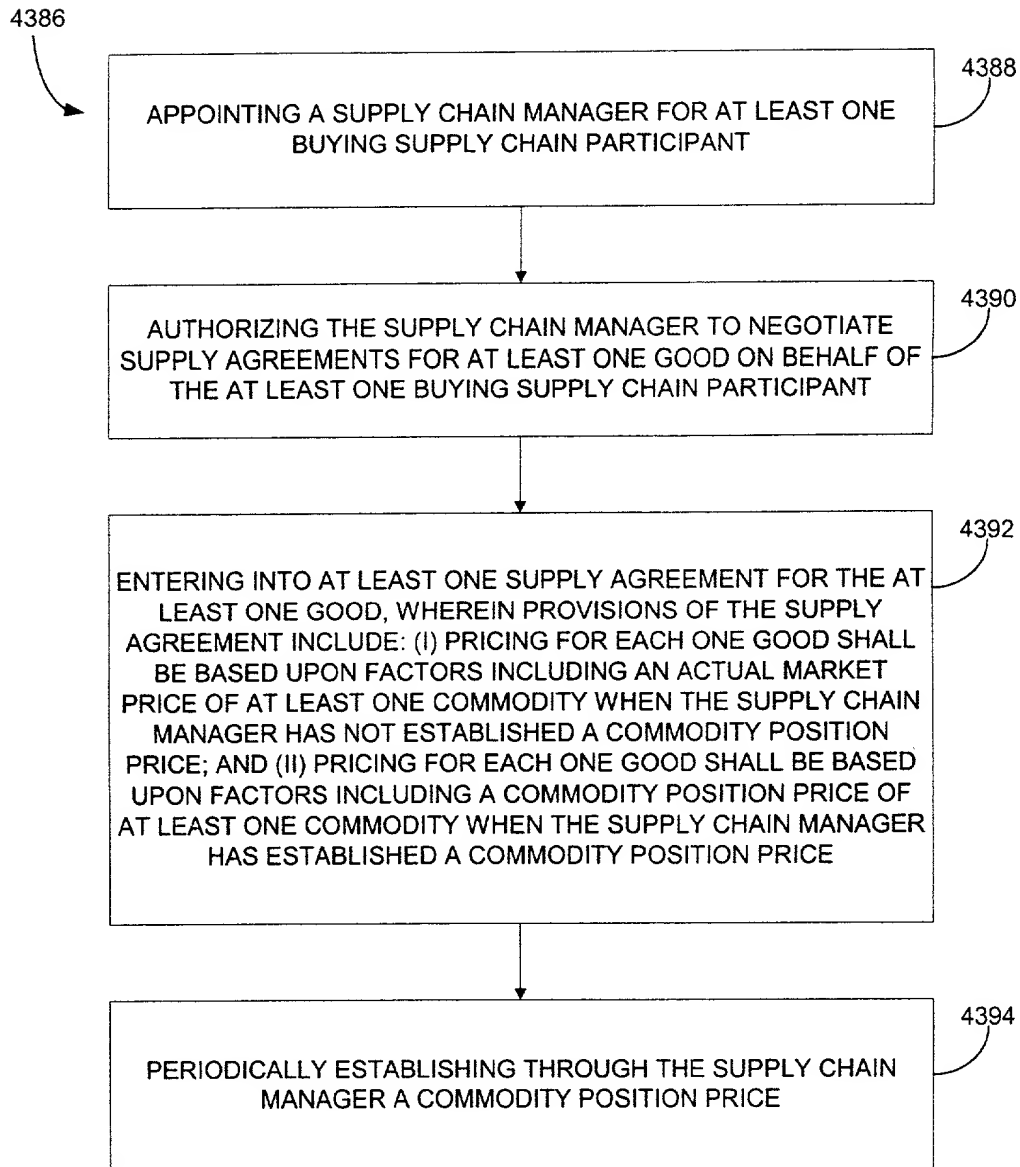 4386
4388
APPOINTING A SUPPLY CHAIN MANAGER FOR AT LEAST ONE
BUYING SUPPLY CHAIN PARTICIPANT
4390
AUTHORIZING THE SUPPLY CHAIN MANAGER TO NEGOTIATE
SUPPLY AGREEMENTS FOR AT LEAST ONE GOOD ON BEHALF OF
THE AT LEAST ONE BUYING SUPPLY CHAIN PARTICIPANT
4392
ENTERING INTO AT LEAST ONE SUPPLY AGREEMENT FOR THE AT
LEAST ONE GOOD, WHEREIN PROVISIONS OF THE SUPPLY
AGREEMENT INCLUDE: (I) PRICING FOR EACH ONE GOOD SHALL
BE BASED UPON FACTORS INCLUDING AN ACTUAL MARKET
PRICE OF AT LEAST ONE COMMODITY WHEN THE SUPPLY CHAIN
MANAGER HAS NOT ESTABLISHED A COMMODITY POSITION
PRICE; AND (II) PRICING FOR EACH ONE GOOD SHALL BE BASED
UPON FACTORS INCLUDING A COMMODITY POSITION PRICE OF
AT LEAST ONE COMMODITY WHEN THE SUPPLY CHAIN MANAGER
HAS ESTABLISHED A COMMODITY POSITION PRICE
4394
PERIODICALLY ESTABLISHING THROUGH THE SUPPLY CHAIN
MANAGER A COMMODITY POSITION PRICE